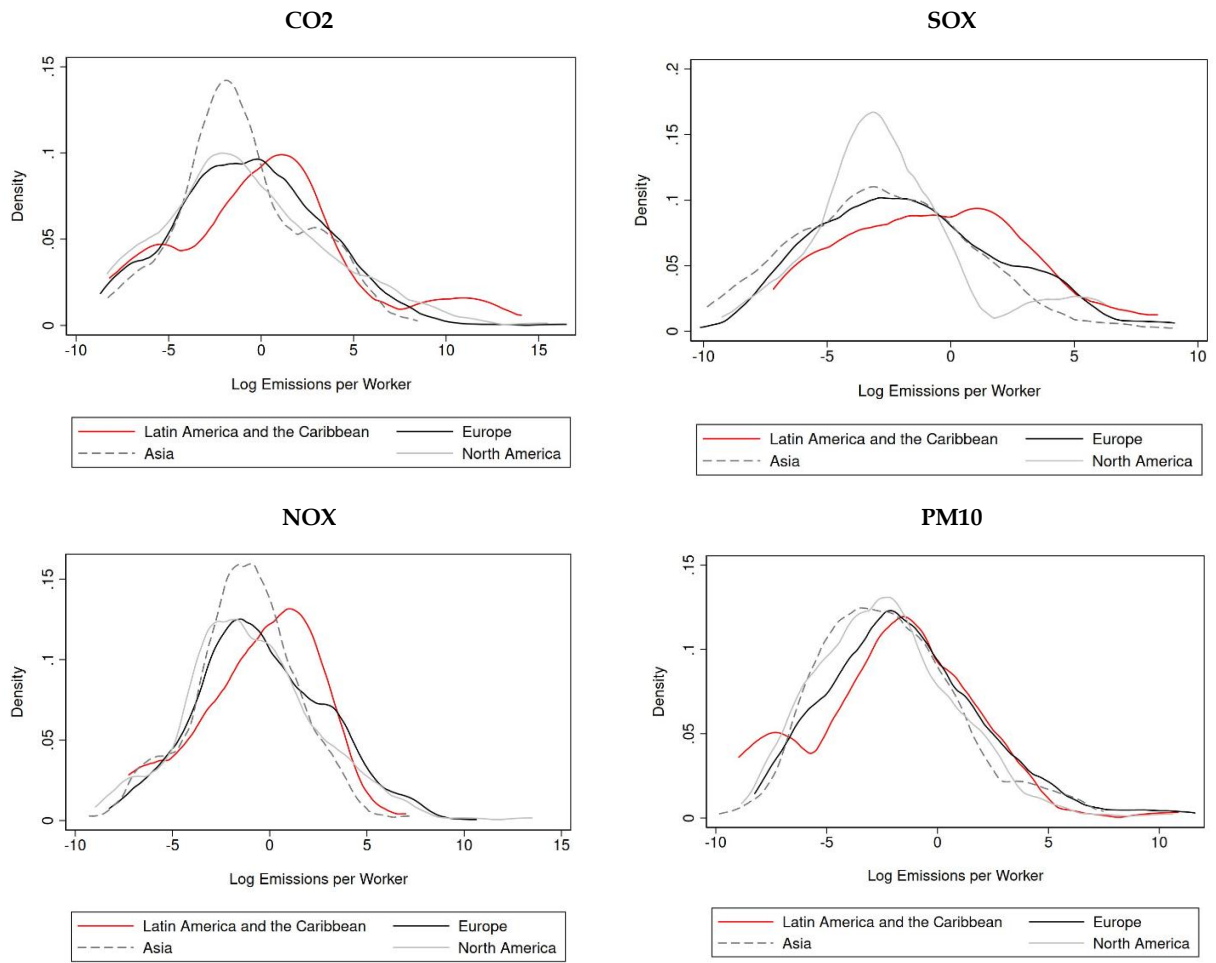 CO2
.15
.1
.05
0
Density
-10 -5 0 5 10 15
Log Emissions per Worker
Latin America and the Caribbean Europe
Asia North America
SOX
.2
.15
.1
.05
0
Density
-10 -5 0 5 10
Log Emissions per Worker
Latin America and the Caribbean Europe
Asia North America
NOX
.15
.1
.05
0
Density
-10 -5 0 5 10 15
Log Emissions per Worker
Latin America and the Caribbean Europe
Asia North America
PM10
.15
.1
.05
0
Density
-10 -5 0 5 10
Log Emissions per Worker
Latin America and the Caribbean Europe
Asia North America